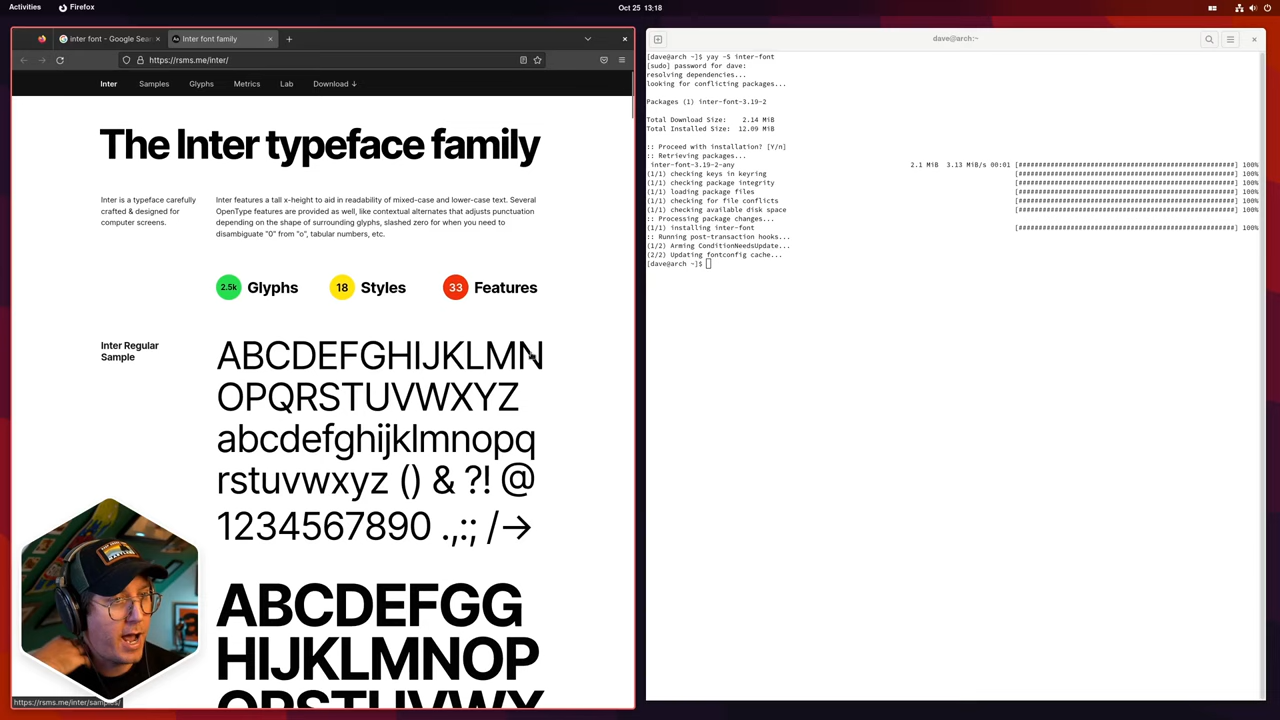 Activities
Firefox
Oct 25 13:18
inter font - Google Sear
Inter font family
https://rsms.me/inter/
Inter
Samples
Glyphs
Metrics
Lab
Download ↓
The Inter typeface family
Inter is a typeface carefully
crafted & designed for
computer screens.
Inter features a tall x-height to aid in readability of mixed-case and lower-case text. Several
OpenType features are provided as well, like contextual alternates that adjusts punctuation
depending on the shape of surrounding glyphs, slashed zero for when you need to
disambiguate "0" from "o", tabular numbers, etc.
2.5k Glyphs
18 Styles
33 Features
Inter Regular
Sample
ABCDEFGHIJKLMN
OPQRSTUVWXYZ
abcdefghijklmnopq
rstuvwxyz () & ?! @
1234567890 .,:; /→
ABCDEFGG
HIJKLMNOP
QRSTUVWX
https://rsms.me/inter/samples/
dave@arch:~
[dave@arch ~]$ yay -S inter-font
[sudo] password for dave:
resolving dependencies...
looking for conflicting packages...
Packages (1) inter-font-3.19-2
Total Download Size: 2.14 MiB
Total Installed Size: 12.09 MiB
:: Proceed with installation? [Y/n]
:: Retrieving packages...
inter-font-3.19-2-any 2.1 MiB 3.13 MiB/s 00:01 [######################################################] 100%
(1/1) checking keys in keyring [######################################################] 100%
(1/1) checking package integrity [######################################################] 100%
(1/1) loading package files [######################################################] 100%
(1/1) checking for file conflicts [######################################################] 100%
(1/1) checking available disk space [######################################################] 100%
:: Processing package changes...
(1/1) installing inter-font [######################################################] 100%
:: Running post-transaction hooks...
(1/2) Arming ConditionNeedsUpdate...
(2/2) Updating fontconfig cache...
[dave@arch ~]$